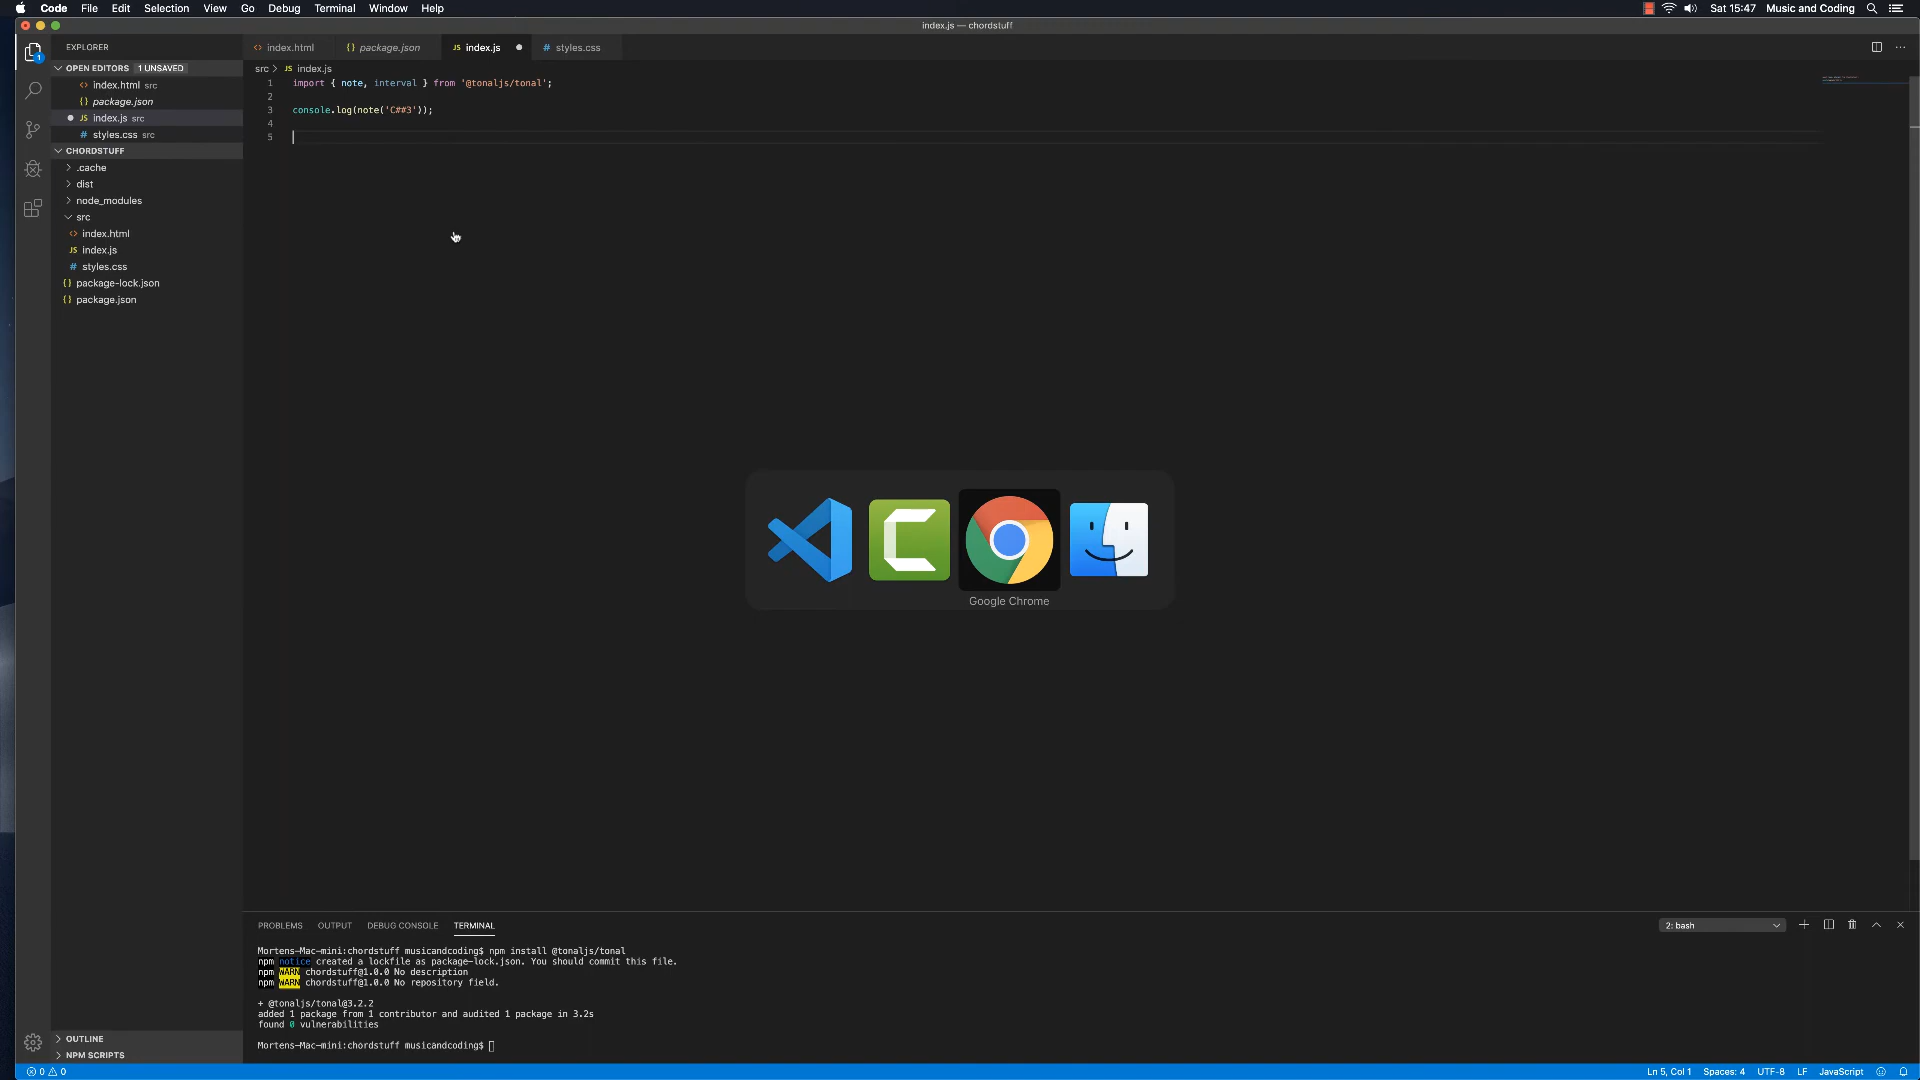 Code File Edit Selection View Go Debug Terminal Window Help Sat 15:47 Music and Coding
index.js — chordstuff
EXPLORER
OPEN EDITORS 1 UNSAVED
index.html src
package.json
index.js src
styles.css src
CHORDSTUFF
.cache
dist
node_modules
src
index.html
index.js
styles.css
package-lock.json
package.json
OUTLINE
NPM SCRIPTS
1
index.html package.json JS index.js styles.css
src > JS index.js
1 import { note, interval } from '@tonaljs/tonal';
2
3 console.log(note('C##3'));
4
5
Google Chrome
PROBLEMS OUTPUT DEBUG CONSOLE TERMINAL 2: bash
Mortens-Mac-mini:chordstuff musicandcoding$ npm install @tonaljs/tonal
npm notice created a lockfile as package-lock.json. You should commit this file.
npm WARN chordstuff@1.0.0 No description
npm WARN chordstuff@1.0.0 No repository field.
+ @tonaljs/tonal@3.2.2
added 1 package from 1 contributor and audited 1 package in 3.2s
found 0 vulnerabilities
Mortens-Mac-mini:chordstuff musicandcoding$
0 0 Ln 5, Col 1 Spaces: 4 UTF-8 LF JavaScript